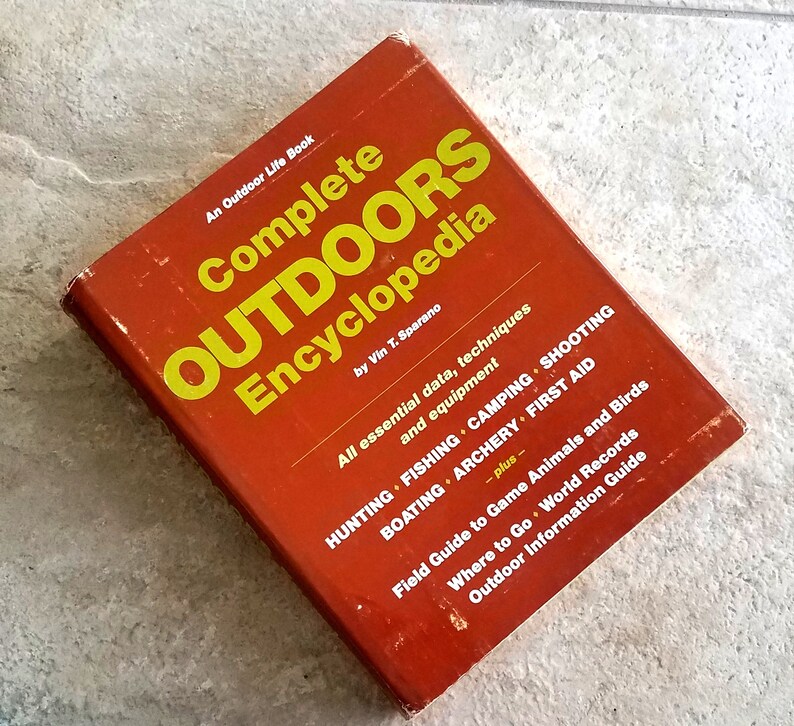 An Outdoor Life Book
Complete
OUTDOORS
Encyclopedia
by Vin T. Sparano
All essential data, techniques
and equipment
HUNTING ♦ FISHING ♦ CAMPING ♦ SHOOTING
BOATING ♦ ARCHERY ♦ FIRST AID
– plus –
Field Guide to Game Animals and Birds
Where to Go ♦ World Records
Outdoor Information Guide